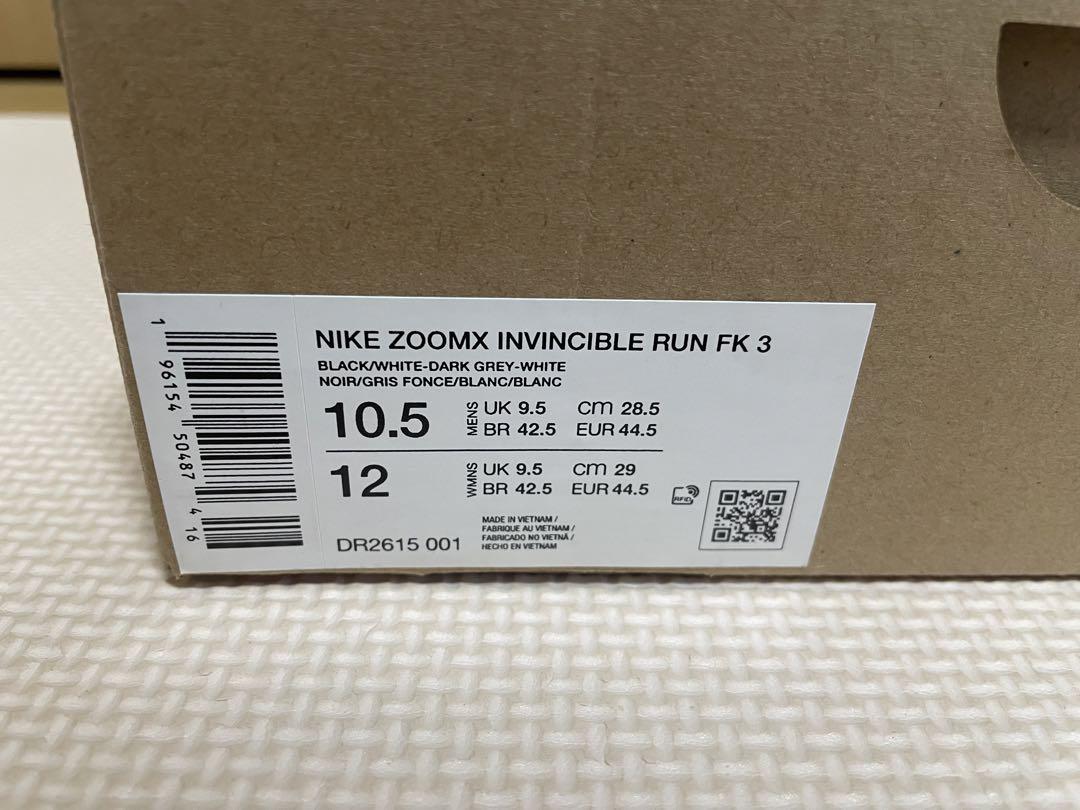 NIKE ZOOMX INVINCIBLE RUN FK 3
BLACK/WHITE-DARK GREY-WHITE
NOIR/GRIS FONCE/BLANC/BLANC
10.5 MENS UK 9.5 cm 28.5
BR 42.5 EUR 44.5
12 WMNS UK 9.5 cm 29
BR 42.5 EUR 44.5
RFID
MADE IN VIETNAM /
FABRIQUE AU VIETNAM /
FABRICADO NO VIETNÃ /
HECHO EN VIETNAM
DR2615 001
1 96154 50487 4 16